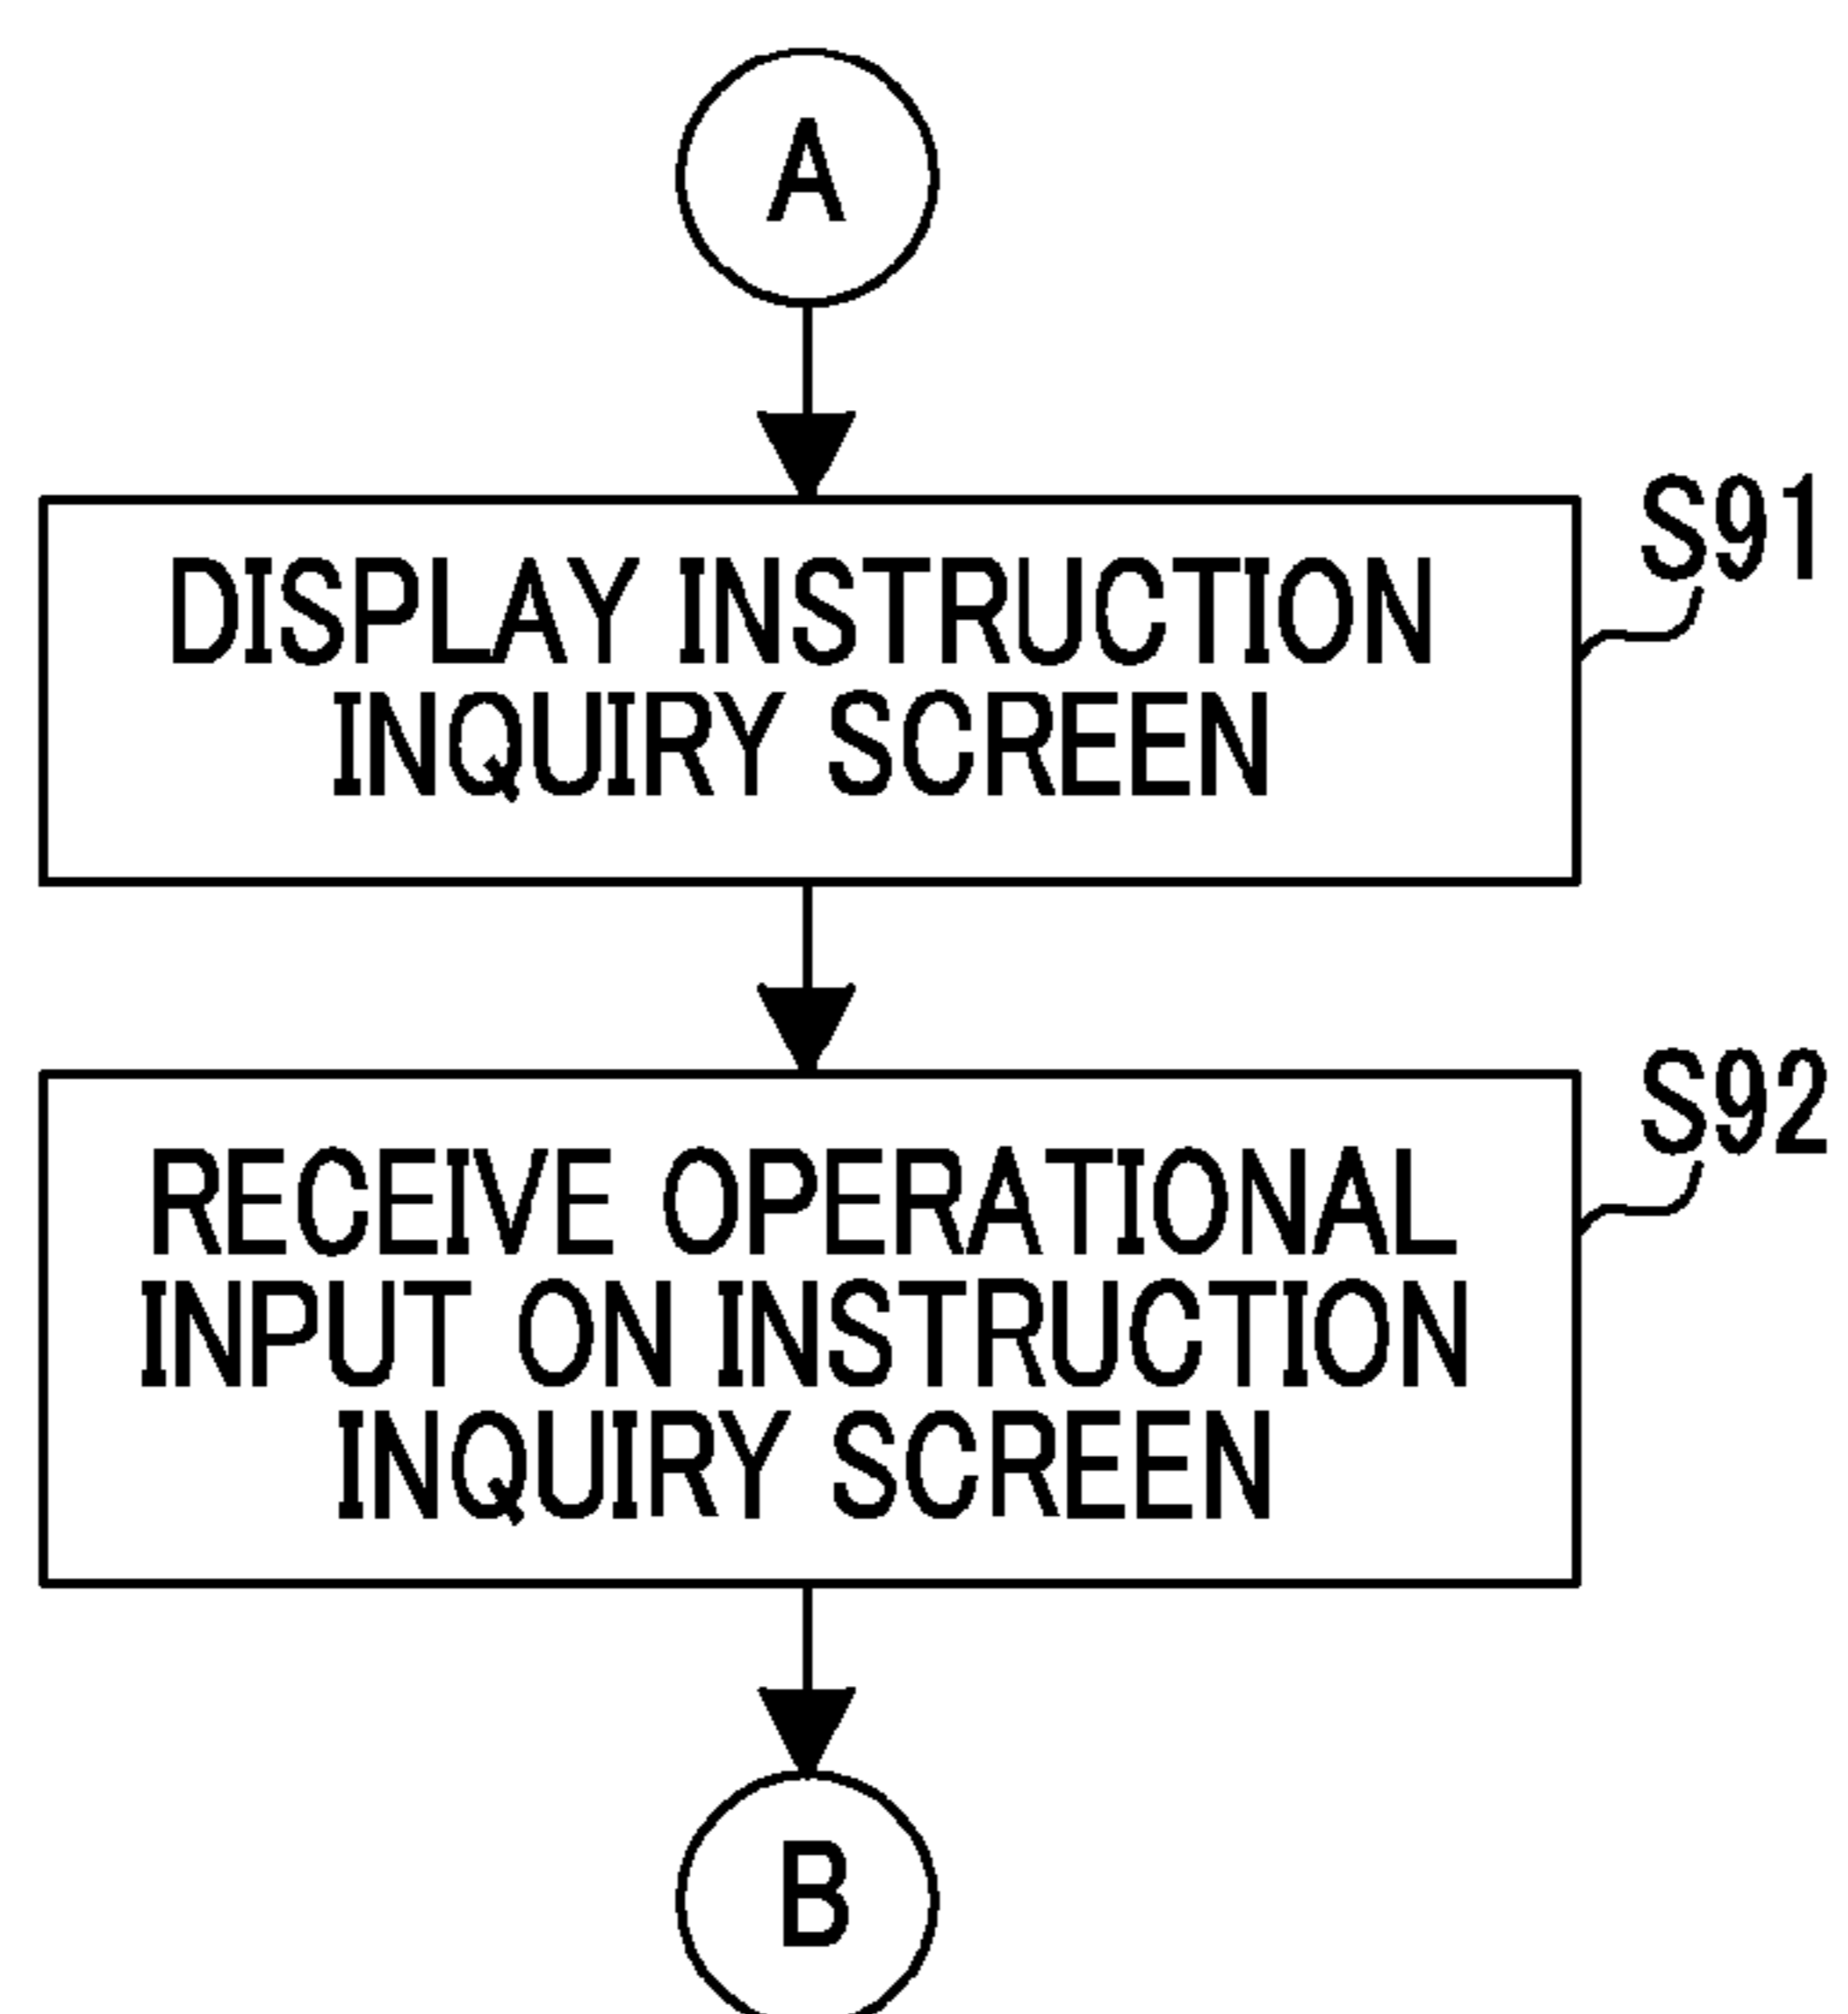 A
S91
DISPLAY INSTRUCTION
INQUIRY SCREEN
S92
RECEIVE OPERATIONAL
INPUT ON INSTRUCTION
INQUIRY SCREEN
B